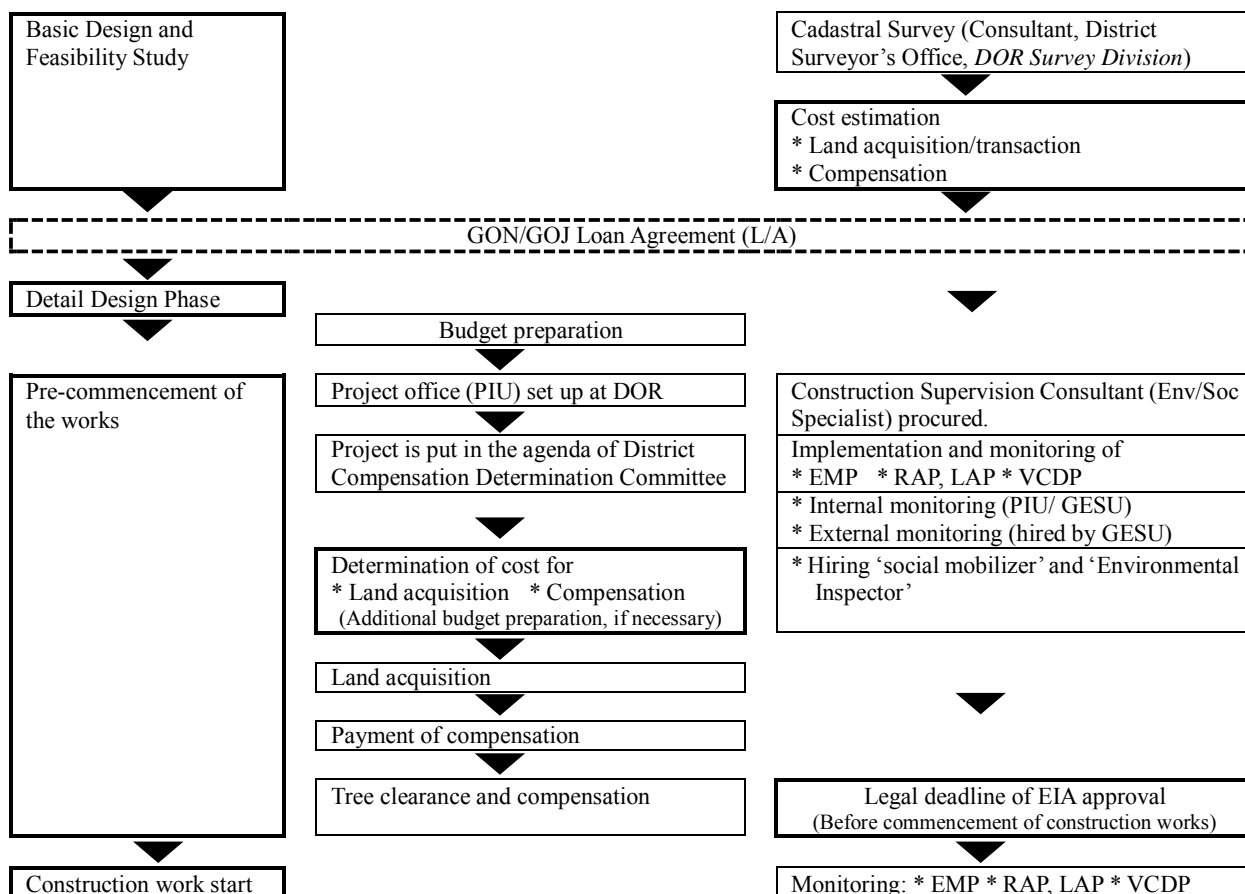 Basic Design and
Feasibility Study
Cadastral Survey (Consultant, District
Surveyor’s Office, DOR Survey Division)
Cost estimation
* Land acquisition/transaction
* Compensation
GON/GOJ Loan Agreement (L/A)
Detail Design Phase
Budget preparation
Pre-commencement of
the works
Project office (PIU) set up at DOR
Project is put in the agenda of District
Compensation Determination Committee
Determination of cost for
* Land acquisition * Compensation
(Additional budget preparation, if necessary)
Land acquisition
Payment of compensation
Tree clearance and compensation
Construction Supervision Consultant (Env/Soc
Specialist) procured.
Implementation and monitoring of
* EMP * RAP, LAP * VCDP
* Internal monitoring (PIU/ GESU)
* External monitoring (hired by GESU)
* Hiring ‘social mobilizer’ and ‘Environmental
Inspector’
Legal deadline of EIA approval
(Before commencement of construction works)
Construction work start
Monitoring: * EMP * RAP, LAP * VCDP